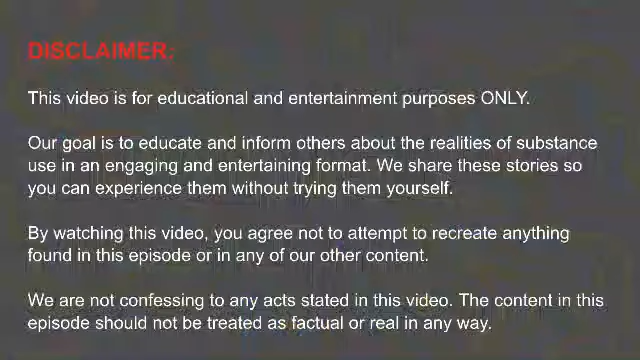 DISCLAIMER:
This video is for educational and entertainment purposes ONLY.
Our goal is to educate and inform others about the realities of substance
use in an engaging and entertaining format. We share these stories so
you can experience them without trying them yourself.
By watching this video, you agree not to attempt to recreate anything
found in this episode or in any of our other content.
We are not confessing to any acts stated in this video. The content in this
episode should not be treated as factual or real in any way.